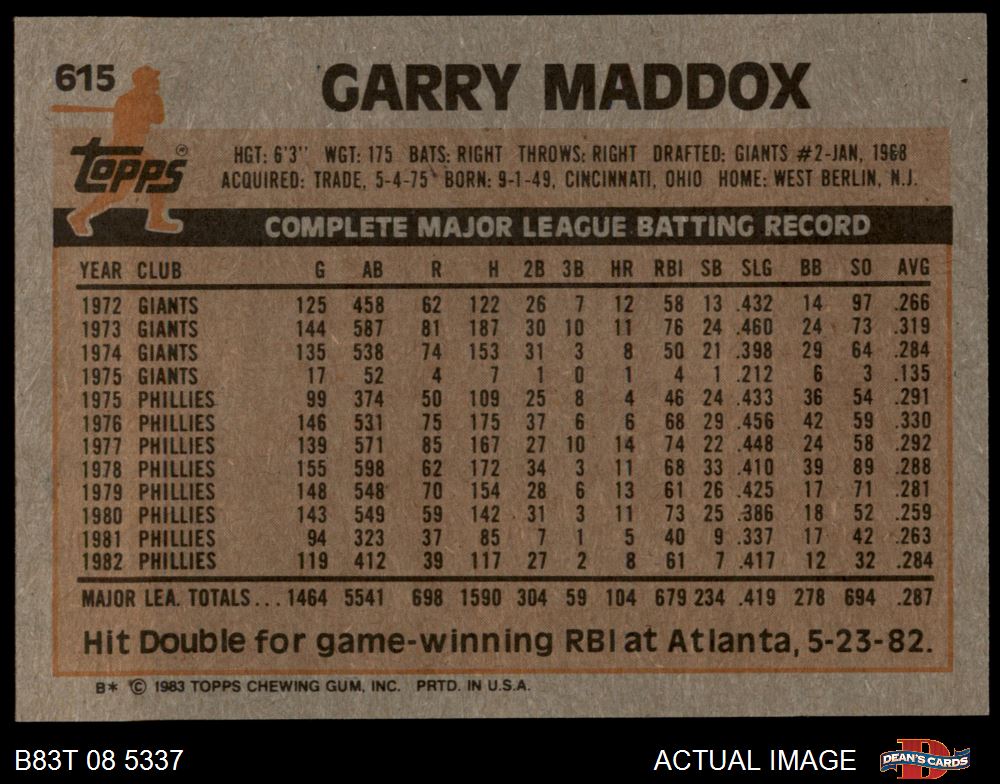 615
GARRY MADDOX
Topps®
HGT: 6'3'' WGT: 175 BATS: RIGHT THROWS: RIGHT DRAFTED: GIANTS #2-JAN, 1968
ACQUIRED: TRADE, 5-4-75 BORN: 9-1-49, CINCINNATI, OHIO HOME: WEST BERLIN, N.J.
COMPLETE MAJOR LEAGUE BATTING RECORD
YEAR CLUB G AB R H 2B 3B HR RBI SB SLG BB SO AVG
1972 GIANTS 125 458 62 122 26 7 12 58 13 .432 14 97 .266
1973 GIANTS 144 587 81 187 30 10 11 76 24 .460 24 73 .319
1974 GIANTS 135 538 74 153 31 3 8 50 21 .398 29 64 .284
1975 GIANTS 17 52 4 7 1 0 1 4 1 .212 6 3 .135
1975 PHILLIES 99 374 50 109 25 8 4 46 24 .433 36 54 .291
1976 PHILLIES 146 531 75 175 37 6 6 68 29 .456 42 59 .330
1977 PHILLIES 139 571 85 167 27 10 14 74 22 .448 24 58 .292
1978 PHILLIES 155 598 62 172 34 3 11 68 33 .410 39 89 .288
1979 PHILLIES 148 548 70 154 28 6 13 61 26 .425 17 71 .281
1980 PHILLIES 143 549 59 142 31 3 11 73 25 .386 18 52 .259
1981 PHILLIES 94 323 37 85 7 1 5 40 9 .337 17 42 .263
1982 PHILLIES 119 412 39 117 27 2 8 61 7 .417 12 32 .284
MAJOR LEA. TOTALS... 1464 5541 698 1590 304 59 104 679 234 .419 278 694 .287
Hit Double for game-winning RBI at Atlanta, 5-23-82.
B* © 1983 TOPPS CHEWING GUM, INC. PRTD. IN U.S.A.
B83T 08 5337
ACTUAL IMAGE
DEAN'S CARDS